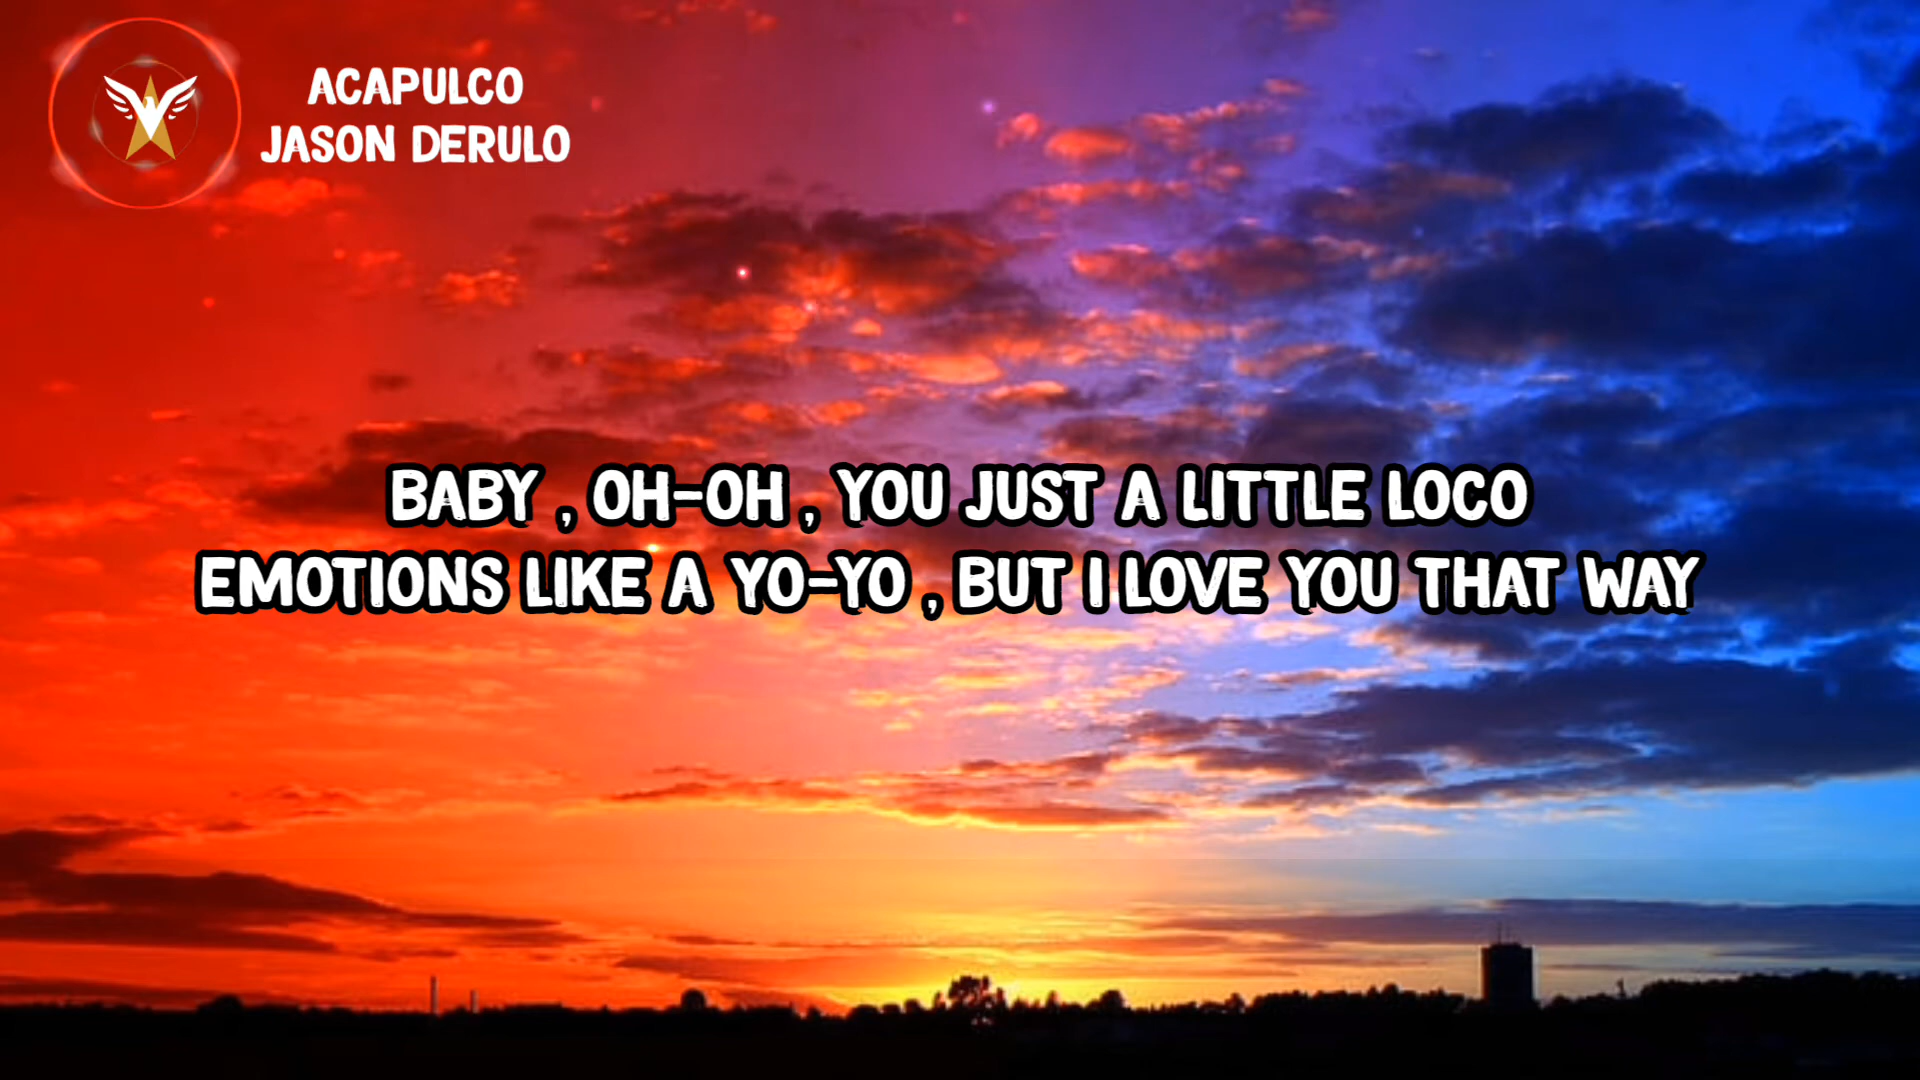 ACAPULCO
JASON DERULO
BABY , OH-OH , YOU JUST A LITTLE LOCO
EMOTIONS LIKE A YO-YO , BUT I LOVE YOU THAT WAY